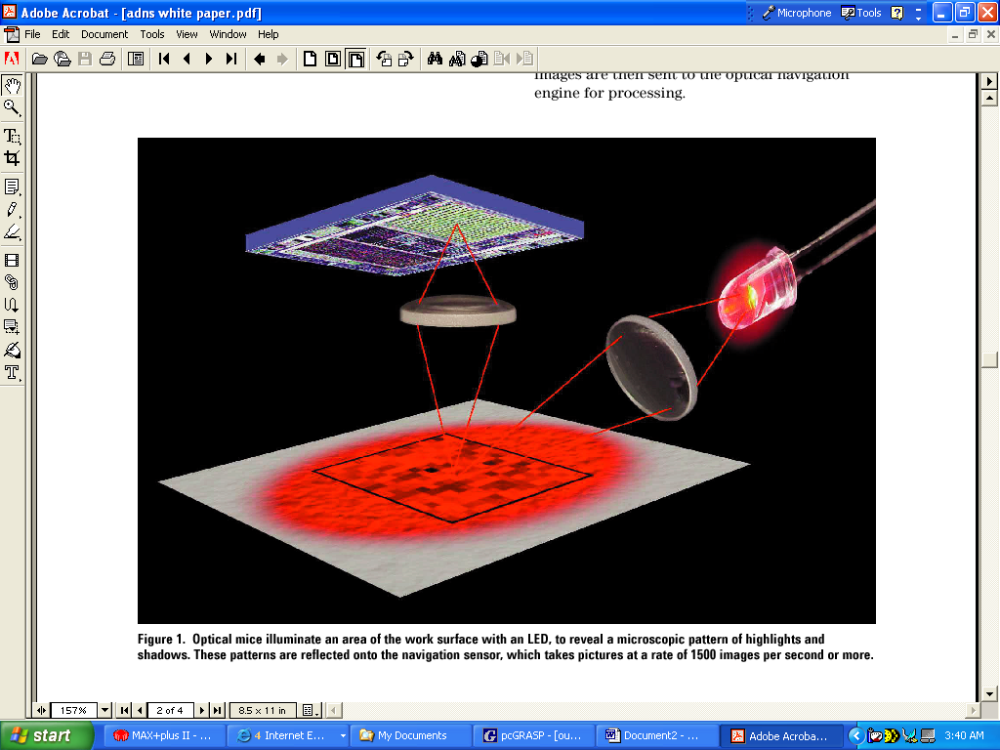 Adobe Acrobat - [adns white paper.pdf]
Microphone Tools ?
File Edit Document Tools View Window Help
images are then sent to the optical navigation
engine for processing.
Figure 1. Optical mice illuminate an area of the work surface with an LED, to reveal a microscopic pattern of highlights and
shadows. These patterns are reflected onto the navigation sensor, which takes pictures at a rate of 1500 images per second or more.
157% 2 of 4 8.5 x 11 in
start MAX+plus II - ... 4 Internet E... My Documents pcGRASP - [ou... Document2 - ... Adobe Acroba... 3:40 AM